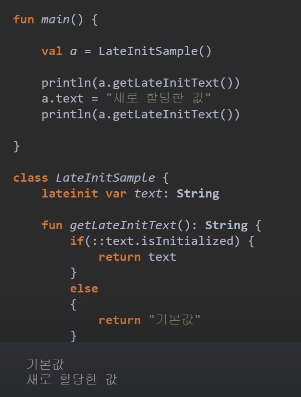 fun main() {
val a = LateInitSample()
println(a.getLateInitText())
a.text = "새로 할당한 값"
println(a.getLateInitText())
}
class LateInitSample {
lateinit var text: String
fun getLateInitText(): String {
if(::text.isInitialized) {
return text
}
else
{
return "기본값"
}
기본값
새로 할당한 값